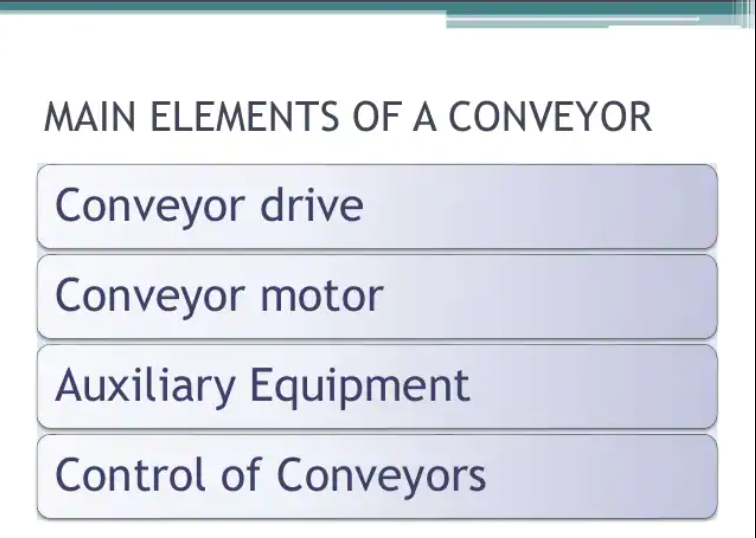 MAIN ELEMENTS OF A CONVEYOR
Conveyor drive
Conveyor motor
Auxiliary Equipment
Control of Conveyors